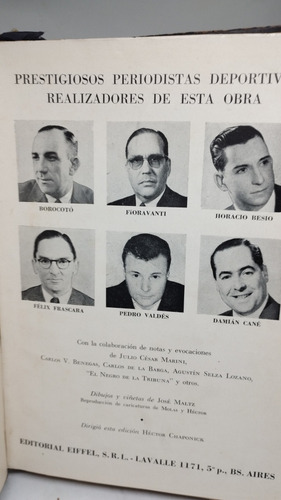 PRESTIGIOSOS PERIODISTAS DEPORTIV
REALIZADORES DE ESTA OBRA
BOROCOTÓ
FIORAVANTI
HORACIO BESIO
FÉLIX FRASCARA
PEDRO VALDÉS
DAMIÁN CANÉ
Con la colaboración de notas y evocaciones
de JULIO CÉSAR MARINI,
CARLOS V. BENEGAS, CARLOS DE LA BARGA, AGUSTÍN SELZA LOZANO,
"EL NEGRO DE LA TRIBUNA" y otros.
Dibujos y viñetas de JOSÉ MALTZ
Reproducción de caricaturas de MOLAS y HÉCTOR
Dirigió esta edición HÉCTOR CHAPONICK
EDITORIAL EIFFEL, S. R. L. - LAVALLE 1171, 5º p., BS. AIRES